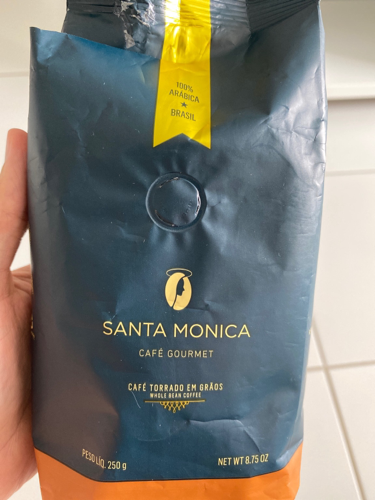 100%
ARABICA
BRASIL
SANTA MONICA
CAFÉ GOURMET
CAFÉ TORRADO EM GRÃOS
WHOLE BEAN COFFEE
PESO LÍQ. 250 g
NET WT 8.75 OZ